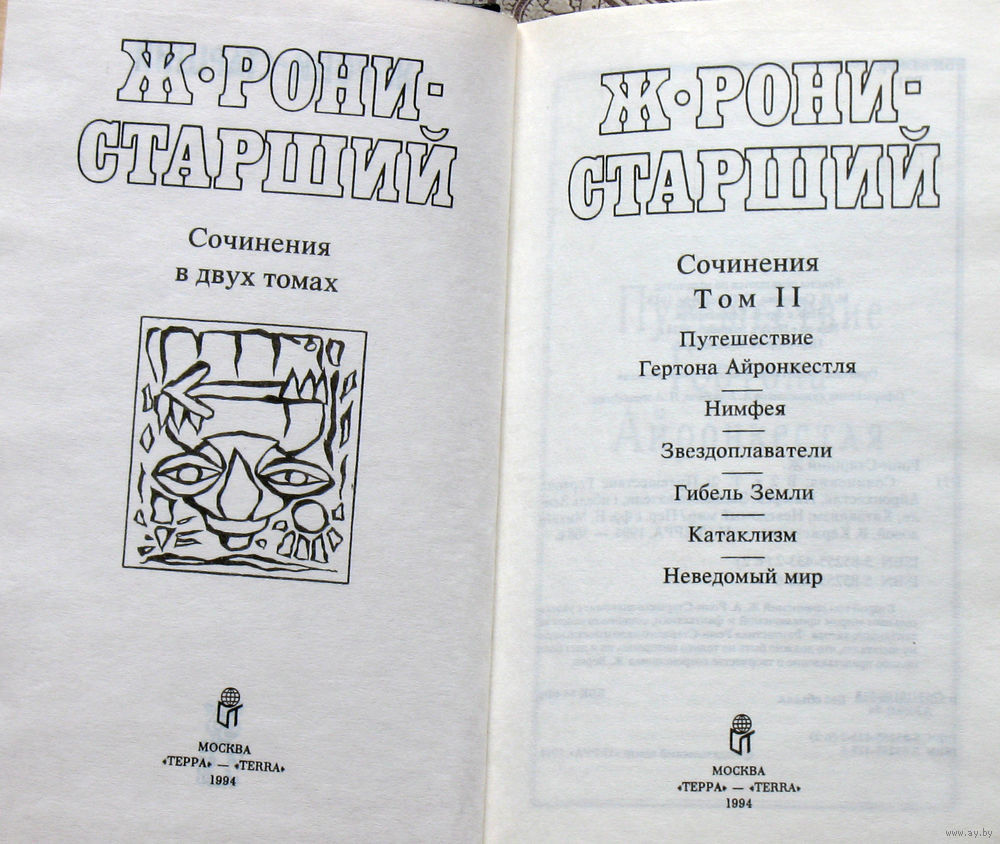 Ж·РОНИ-
СТАРШИЙ
Сочинения
в двух томах
МОСКВА
«ТЕРРА» — «TERRA»
1994
Ж·РОНИ-
СТАРШИЙ
Сочинения
Том II
Путешествие
Гертона Айронкестля
Нимфея
Звездоплаватели
Гибель Земли
Катаклизм
Неведомый мир
МОСКВА
«ТЕРРА» — «TERRA»
1994
www.ay.by